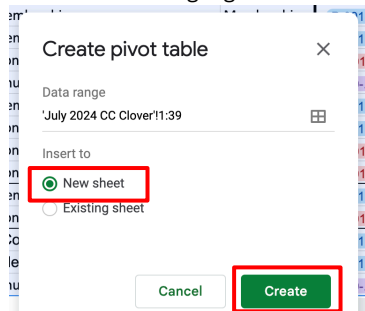 Create pivot table
Data range
'July 2024 CC Clover'!1:39
Insert to
New sheet
Existing sheet
Cancel
Create